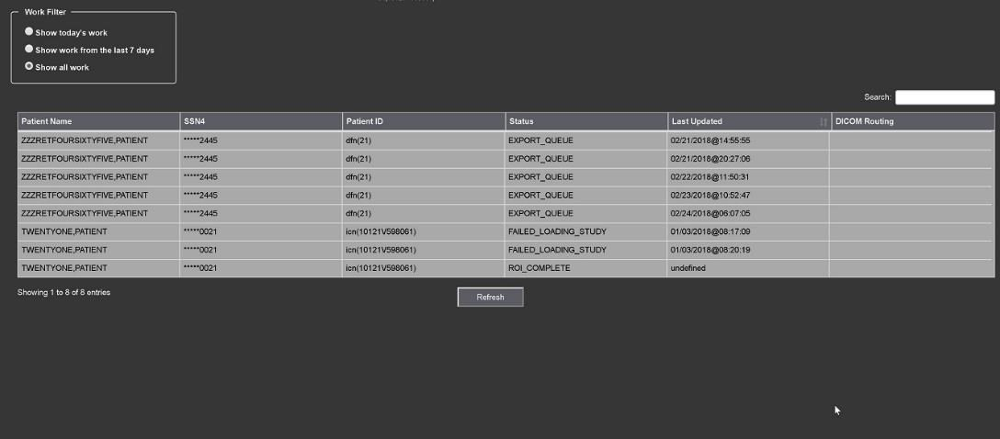 Work Filter
Show today's work
Show work from the last 7 days
Show all work
Search:
Patient Name SSN4 Patient ID Status Last Updated DICOM Routing
ZZZRETFOURSIXTYFIVE,PATIENT *****2445 dfn(21) EXPORT_QUEUE 02/21/2018@14:55:55
ZZZRETFOURSIXTYFIVE,PATIENT *****2445 dfn(21) EXPORT_QUEUE 02/21/2018@20:27:06
ZZZRETFOURSIXTYFIVE,PATIENT *****2445 dfn(21) EXPORT_QUEUE 02/22/2018@11:50:31
ZZZRETFOURSIXTYFIVE,PATIENT *****2445 dfn(21) EXPORT_QUEUE 02/23/2018@10:52:47
ZZZRETFOURSIXTYFIVE,PATIENT *****2445 dfn(21) EXPORT_QUEUE 02/24/2018@06:07:05
TWENTYONE,PATIENT *****0021 icn(10121V598061) FAILED_LOADING_STUDY 01/03/2018@08:17:09
TWENTYONE,PATIENT *****0021 icn(10121V598061) FAILED_LOADING_STUDY 01/03/2018@08:20:19
TWENTYONE,PATIENT *****0021 icn(10121V598061) ROI_COMPLETE undefined
Showing 1 to 8 of 8 entries
Refresh